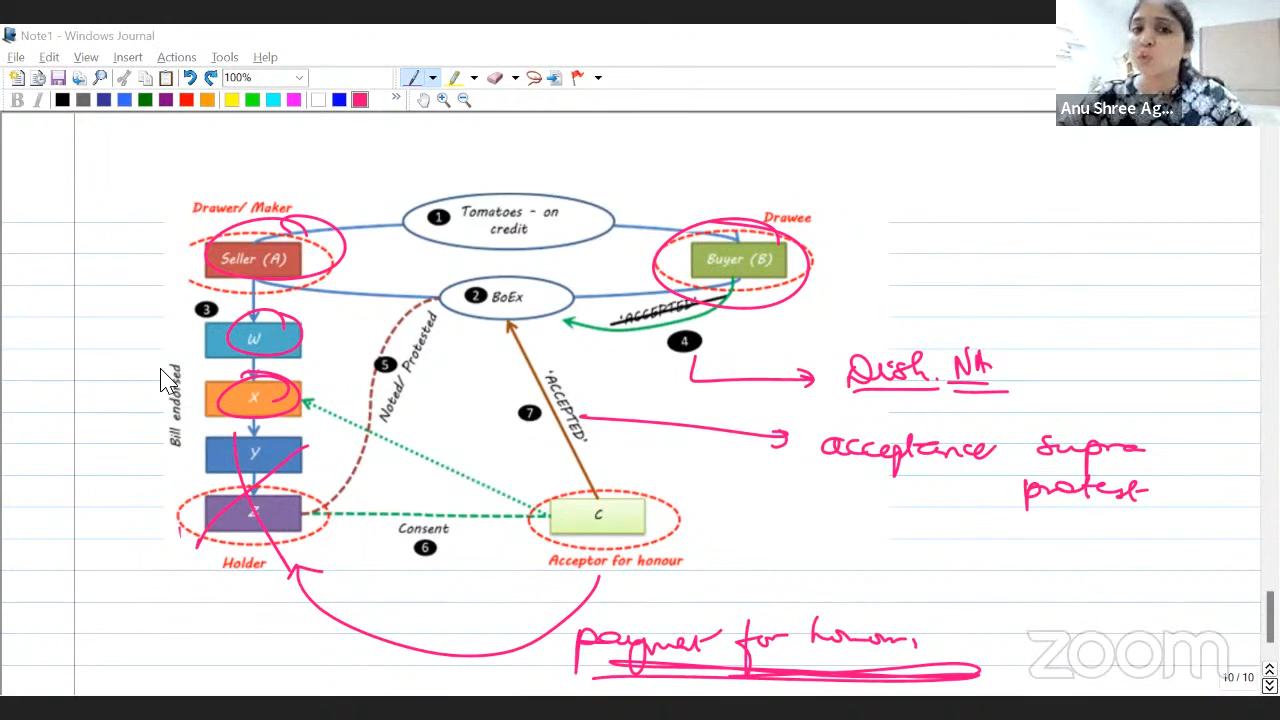 Note1 - Windows Journal
File Edit View Insert Actions Tools Help
100%
Anu Shree Ag...
Drawer/ Maker
1 Tomatoes - on
credit
Drawee
Seller (A)
Buyer (B)
2 BoEx
'ACCEPTED'
3
4
W
5
Noted/ Protested
Dish. NA
Bill endorsed
X
7
'ACCEPTED'
acceptance supra
protest
Y
Z
C
Consent
6
Holder
Acceptor for honour
paymet for honour
zoom
10 / 10